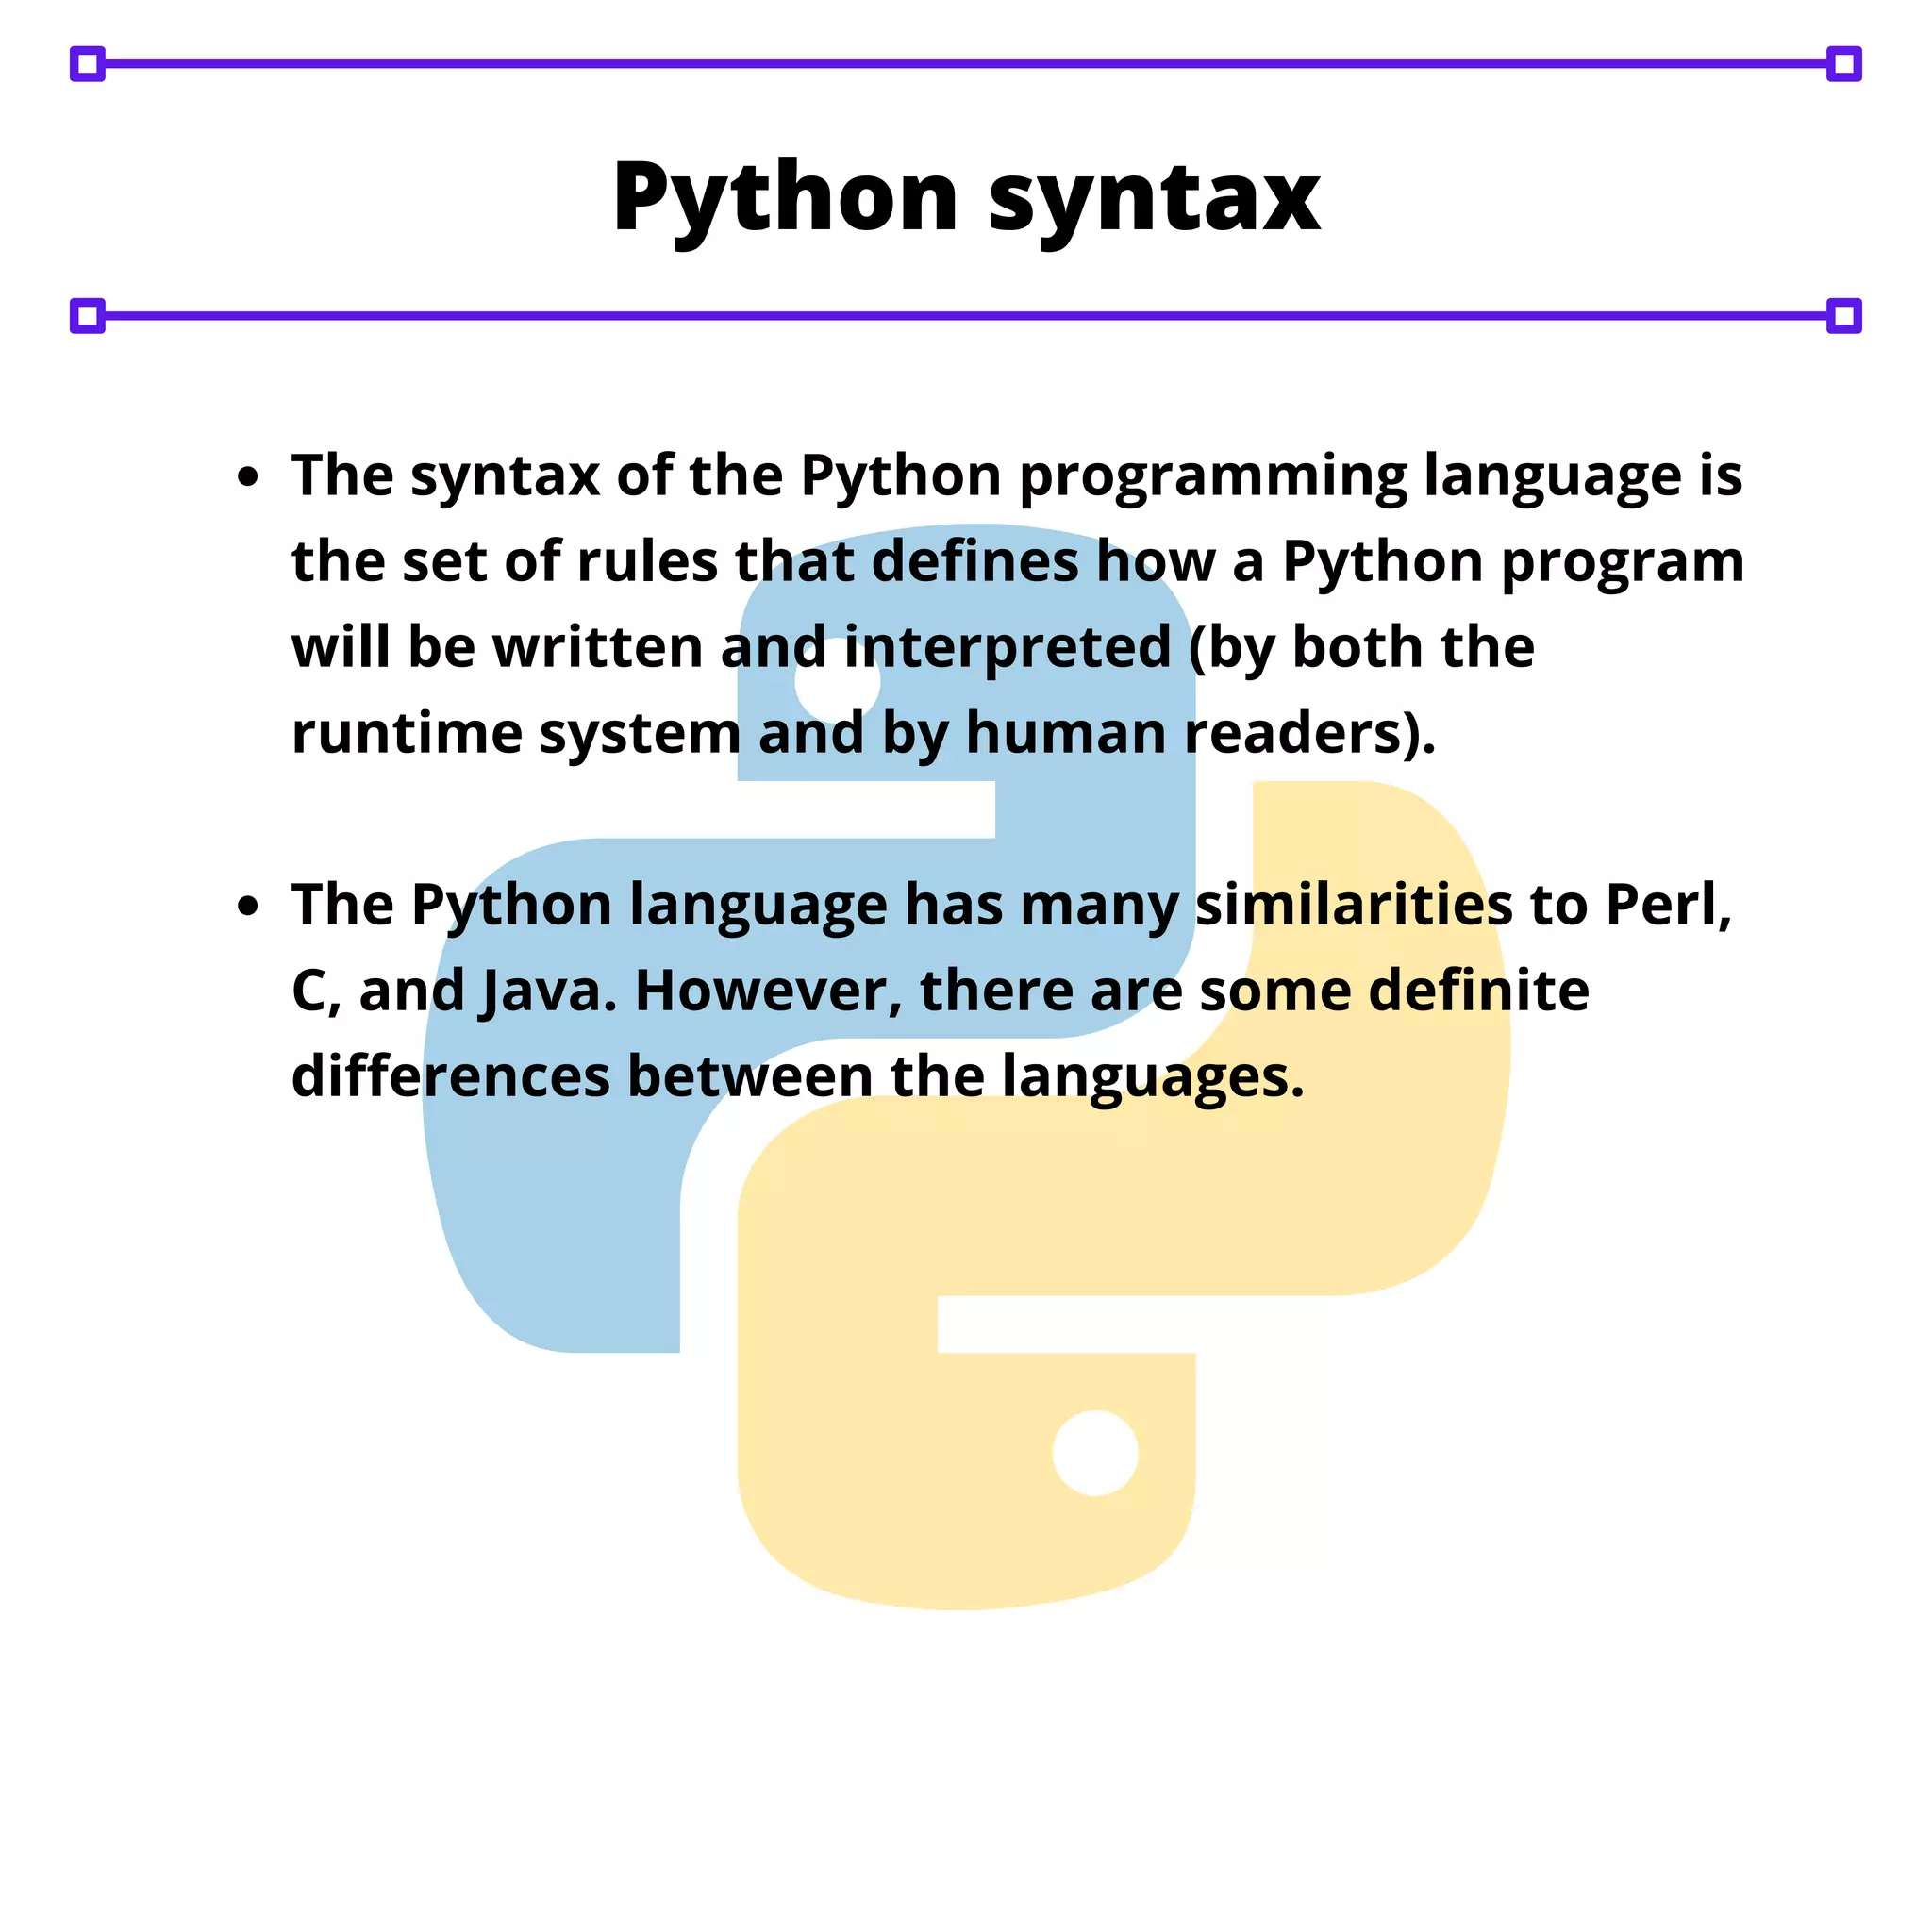 Python syntax
• The syntax of the Python programming language is
the set of rules that defines how a Python program
will be written and interpreted (by both the
runtime system and by human readers).
• The Python language has many similarities to Perl,
C, and Java. However, there are some definite
differences between the languages.